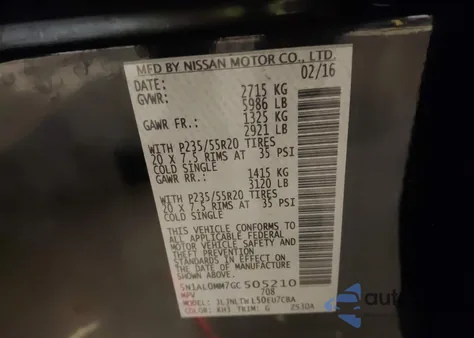 MFD BY NISSAN MOTOR CO., LTD.
DATE: 02/16
GVWR: 2715 KG
5986 LB
GAWR FR.: 1325 KG
2921 LB
WITH P235/55R20 TIRES
20 X 7.5 RIMS AT 35 PSI
COLD SINGLE
GAWR RR.: 1415 KG
3120 LB
WITH P235/55R20 TIRES
20 X 7.5 RIMS AT 35 PSI
COLD SINGLE
THIS VEHICLE CONFORMS TO
ALL APPLICABLE FEDERAL
MOTOR VEHICLE SAFETY AND
THEFT PREVENTION
STANDARDS IN EFFECT ON
THE DATE OF MANUFACTURE
SHOWN ABOVE.
5N1AL0MM7GC505210
MPV 708
MODEL: JLJNLTWL50EU7CBA
COLOR: KH3 TRIM: G 2530A